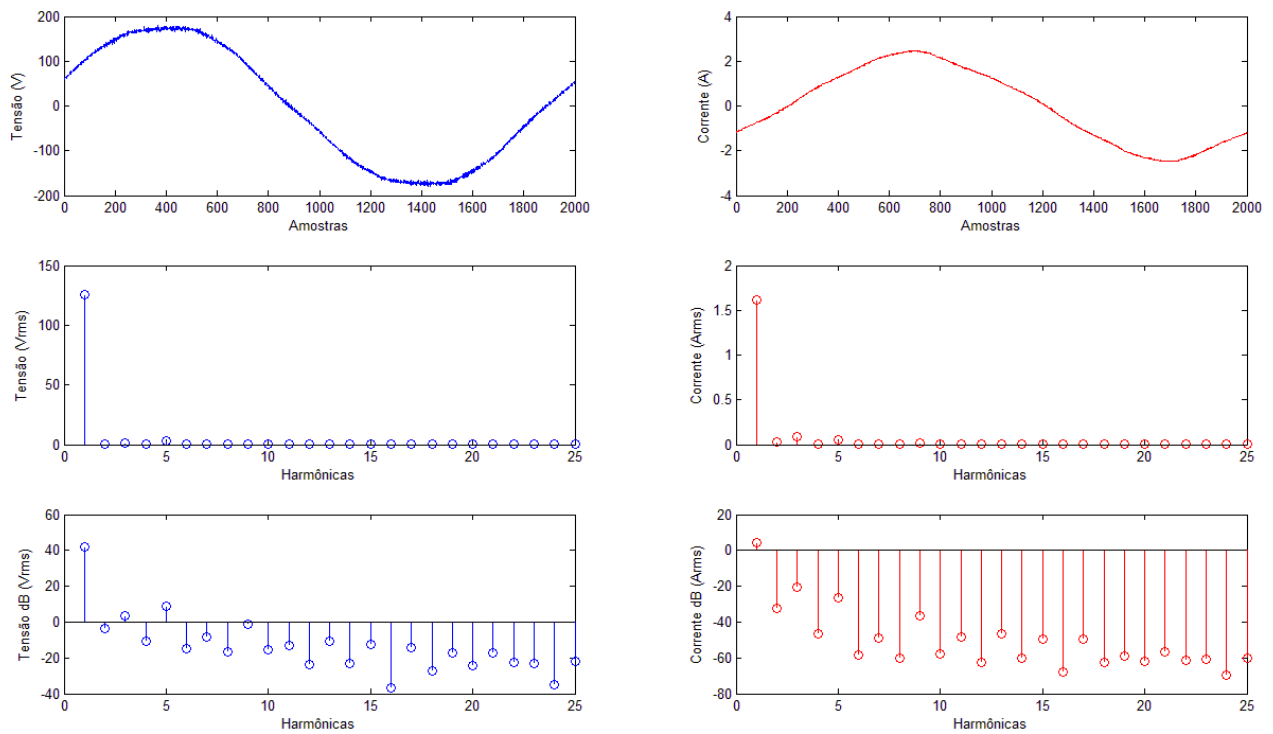 200
100
0
-100
-200
Tensão (V)
0 200 400 600 800 1000 1200 1400 1600 1800 2000
Amostras
4
2
0
-2
-4
Corrente (A)
0 200 400 600 800 1000 1200 1400 1600 1800 2000
Amostras
150
100
50
0
Tensão (Vrms)
0 5 10 15 20 25
Harmônicas
2
1.5
1
0.5
0
Corrente (Arms)
0 5 10 15 20 25
Harmônicas
60
40
20
0
-20
-40
Tensão dB (Vrms)
0 5 10 15 20 25
Harmônicas
20
0
-20
-40
-60
-80
Corrente dB (Arms)
0 5 10 15 20 25
Harmônicas